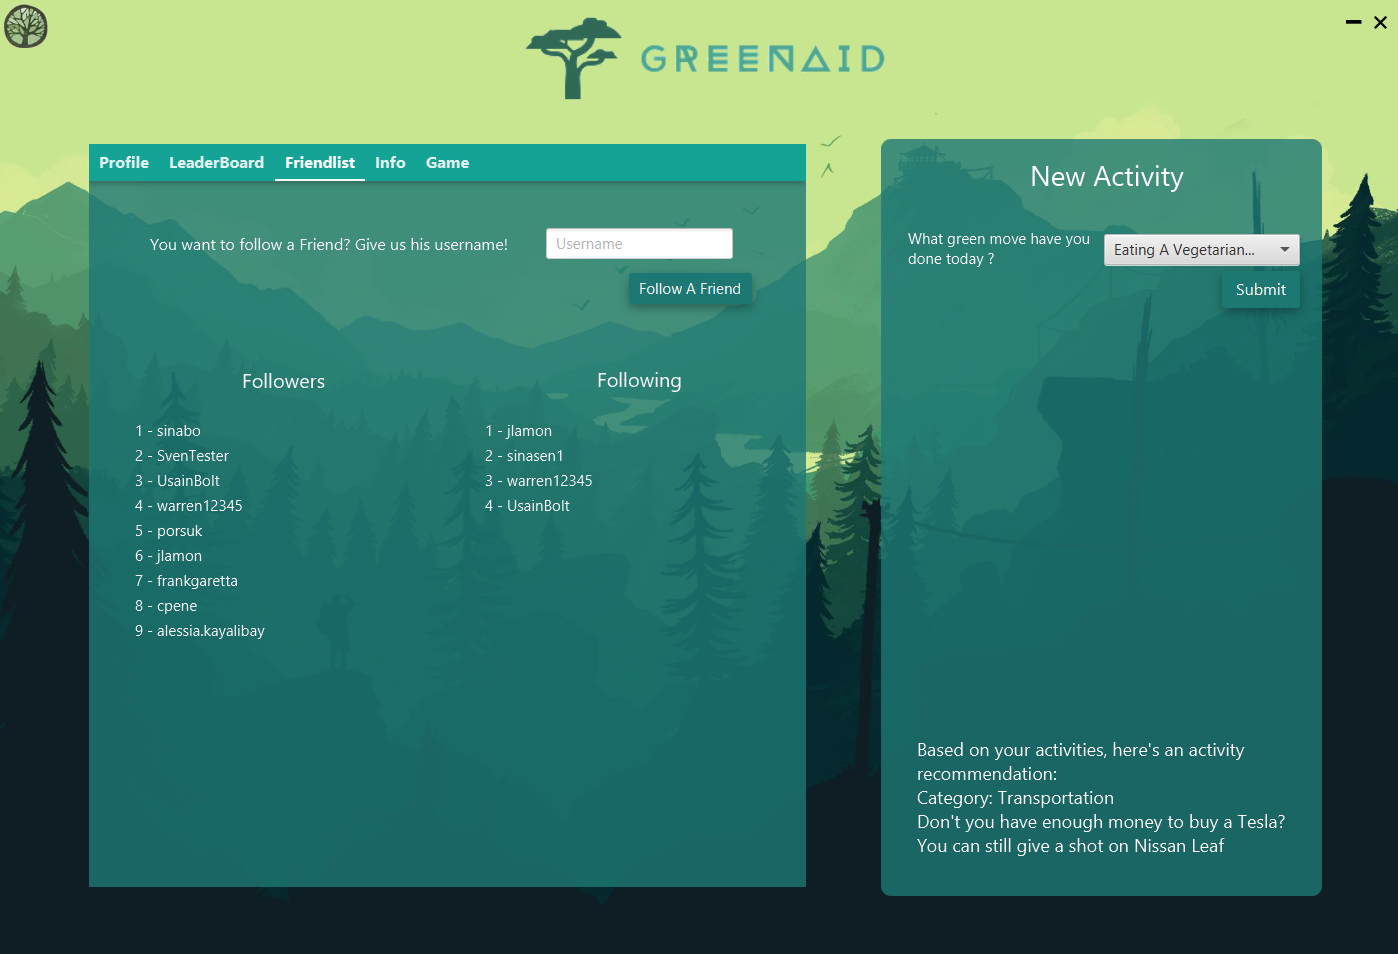 GREENAID
Profile LeaderBoard Friendlist Info Game
You want to follow a Friend? Give us his username!
Username
Follow A Friend
Followers
1 - sinabo
2 - SvenTester
3 - UsainBolt
4 - warren12345
5 - porsuk
6 - jlamon
7 - frankgaretta
8 - cpene
9 - alessia.kayalibay
Following
1 - jlamon
2 - sinasen1
3 - warren12345
4 - UsainBolt
New Activity
What green move have you
done today ?
Eating A Vegetarian...
Submit
Based on your activities, here's an activity
recommendation:
Category: Transportation
Don't you have enough money to buy a Tesla?
You can still give a shot on Nissan Leaf